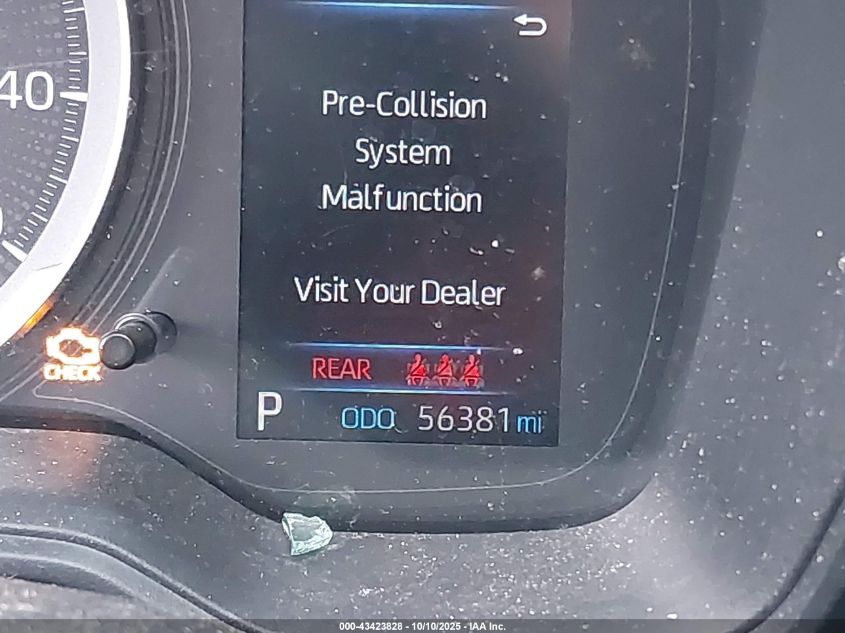 40
Pre-Collision
System
Malfunction
Visit Your Dealer
REAR
CHECK
P ODO 56381 mi
000-43423828 - 10/10/2025 - IAA Inc.